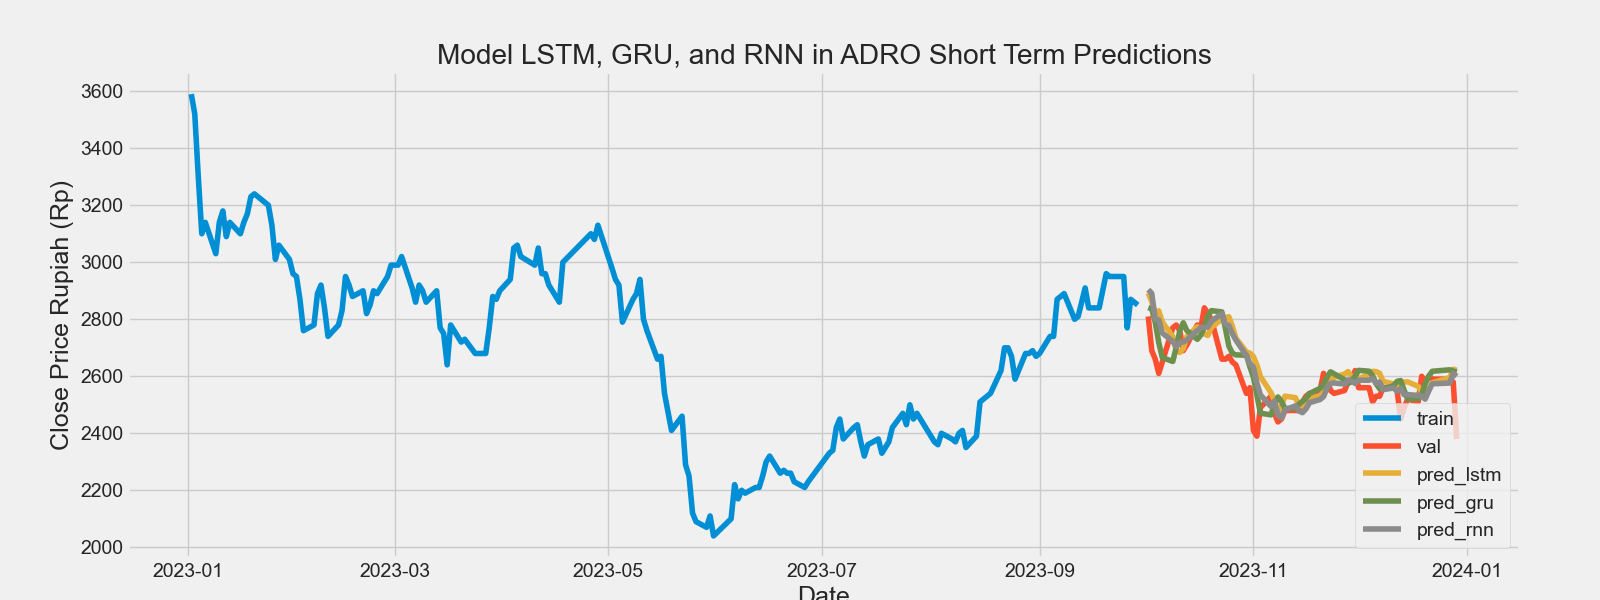 Model LSTM, GRU, and RNN in ADRO Short Term Predictions
Close Price Rupiah (Rp)
3600
3400
3200
3000
2800
2600
2400
2200
2000
train
val
pred_lstm
pred_gru
pred_rnn
2023-01 2023-03 2023-05 2023-07 2023-09 2023-11 2024-01
Date